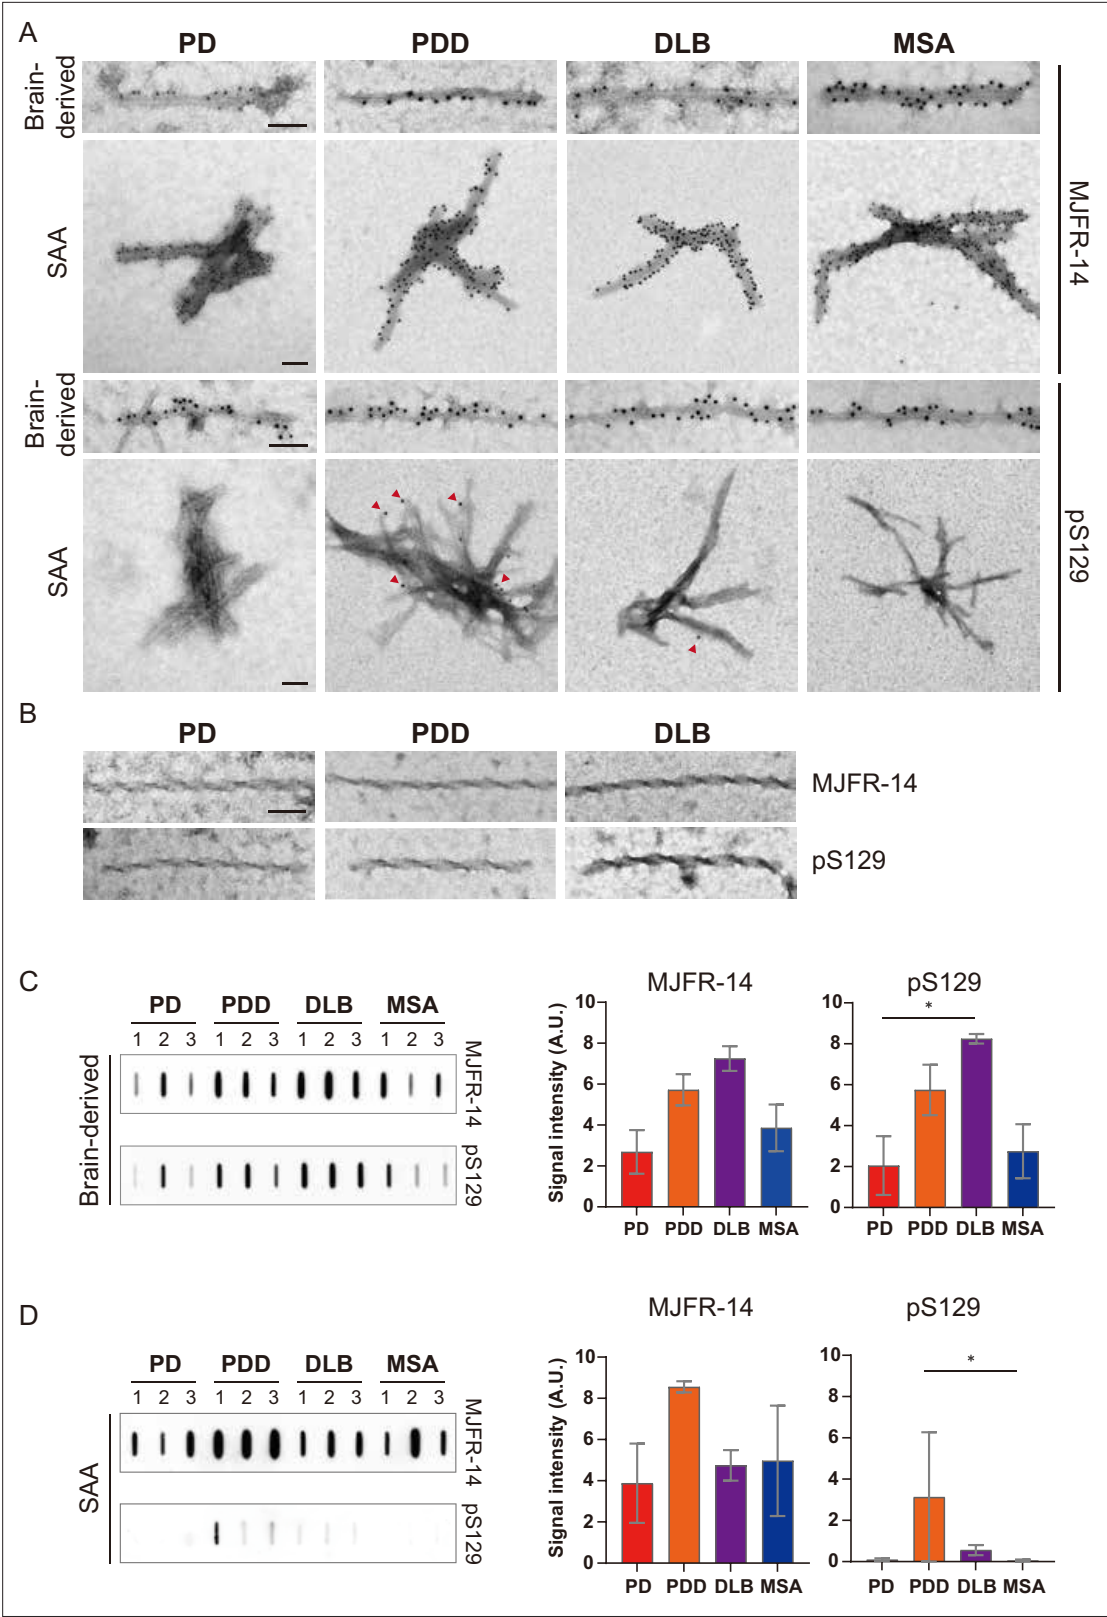 A
PD PDD DLB MSA
Brain-
derived
SAA
MJFR-14
Brain-
derived
SAA
pS129
B
PD PDD DLB
MJFR-14
pS129
C
PD PDD DLB MSA
1 2 3 1 2 3 1 2 3 1 2 3
Brain-derived
MJFR-14
pS129
MJFR-14
Signal intensity (A.U.)
10
8
6
4
2
0
PD PDD DLB MSA
pS129
*
10
8
6
4
2
0
PD PDD DLB MSA
D
PD PDD DLB MSA
1 2 3 1 2 3 1 2 3 1 2 3
SAA
MJFR-14
pS129
MJFR-14
Signal intensity (A.U.)
10
8
6
4
2
0
PD PDD DLB MSA
pS129
*
10
8
6
4
2
0
PD PDD DLB MSA